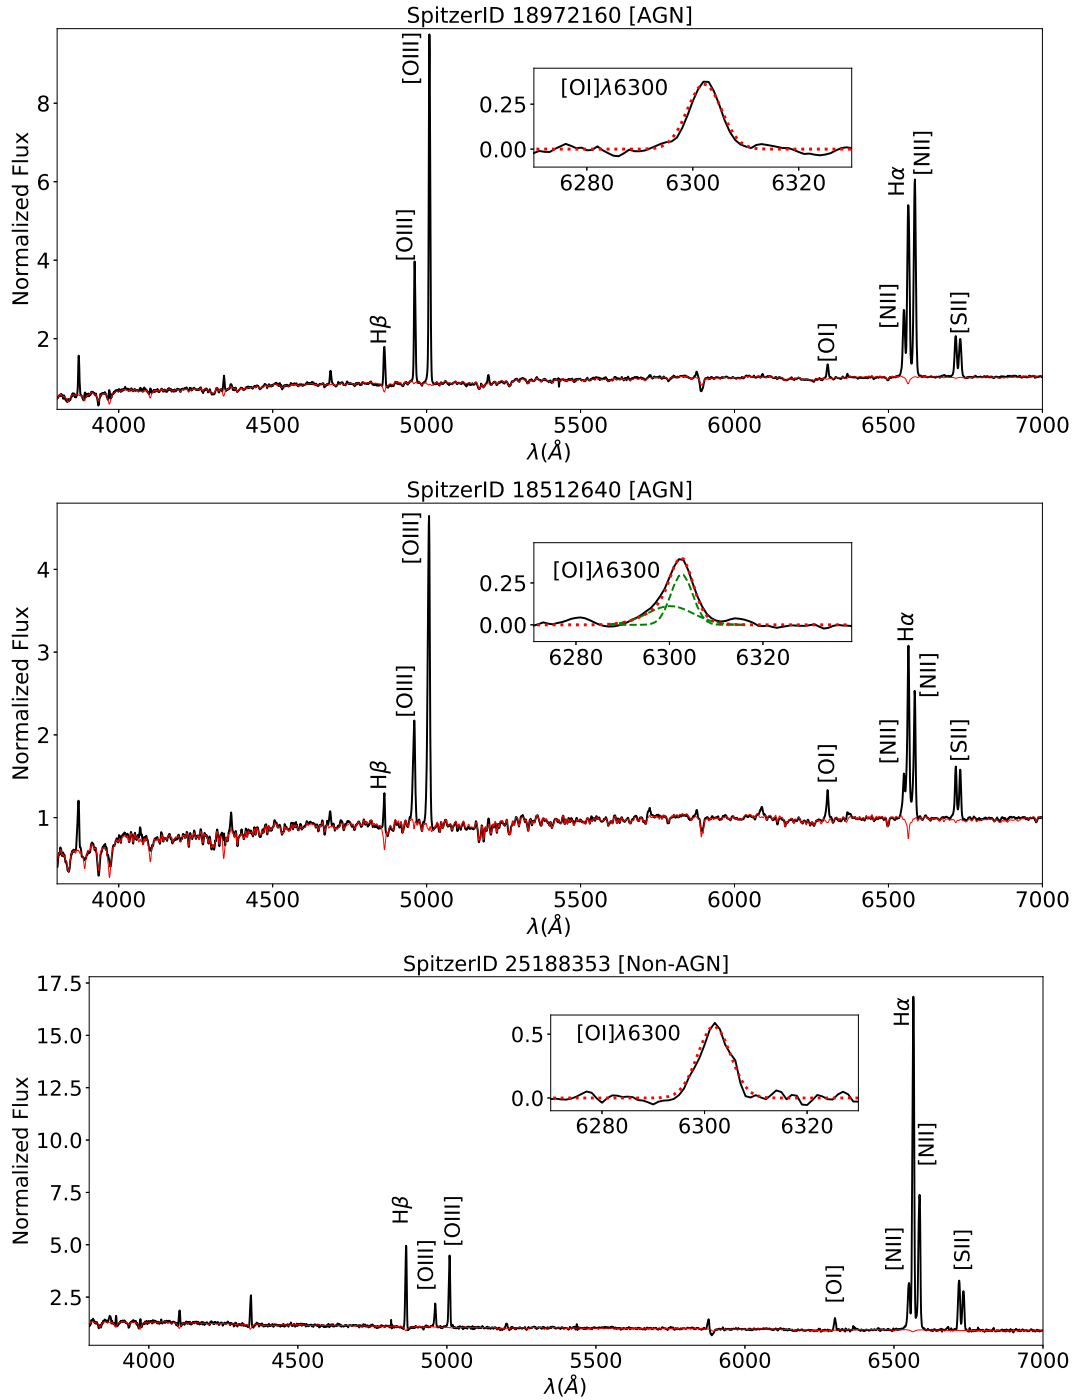 SpitzerID 18972160 [AGN]
Normalized Flux
8
6
4
2
[OIII]
[OIII]
Hβ
[OI]λ6300
0.25
0.00
6280 6300 6320
[OI]
[NII]
Hα
[NII]
[SII]
4000 4500 5000 5500 6000 6500 7000
λ(Å)
SpitzerID 18512640 [AGN]
Normalized Flux
4
3
2
1
[OIII]
[OIII]
Hβ
[OI]λ6300
0.25
0.00
6280 6300 6320
[OI]
[NII]
Hα
[NII]
[SII]
4000 4500 5000 5500 6000 6500 7000
λ(Å)
SpitzerID 25188353 [Non-AGN]
Normalized Flux
17.5
15.0
12.5
10.0
7.5
5.0
2.5
Hβ
[OIII]
[OIII]
[OI]λ6300
0.5
0.0
6280 6300 6320
[OI]
[NII]
Hα
[NII]
[SII]
4000 4500 5000 5500 6000 6500 7000
λ(Å)